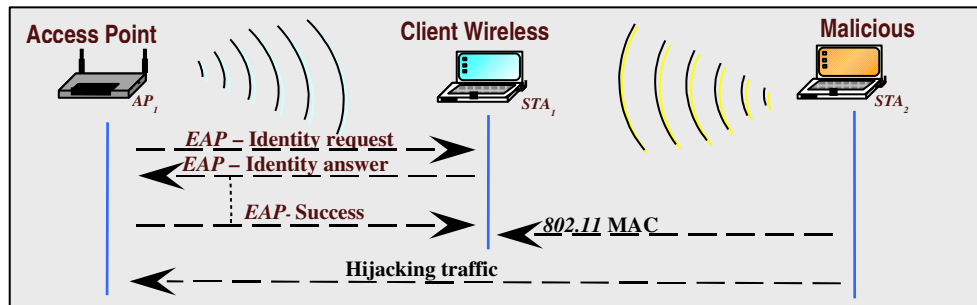 Access Point
Client Wireless
Malicious
AP1
STA1
STA2
EAP – Identity request
EAP – Identity answer
EAP- Success
802.11 MAC
Hijacking traffic